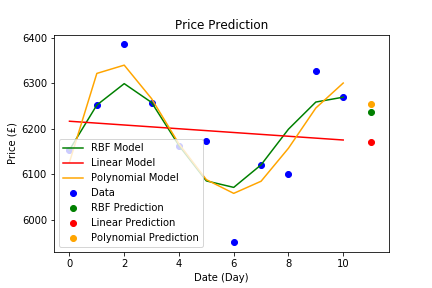 Price Prediction
6400
6300
6200
6100
6000
Price (£)
RBF Model
Linear Model
Polynomial Model
Data
RBF Prediction
Linear Prediction
Polynomial Prediction
0 2 4 6 8 10
Date (Day)